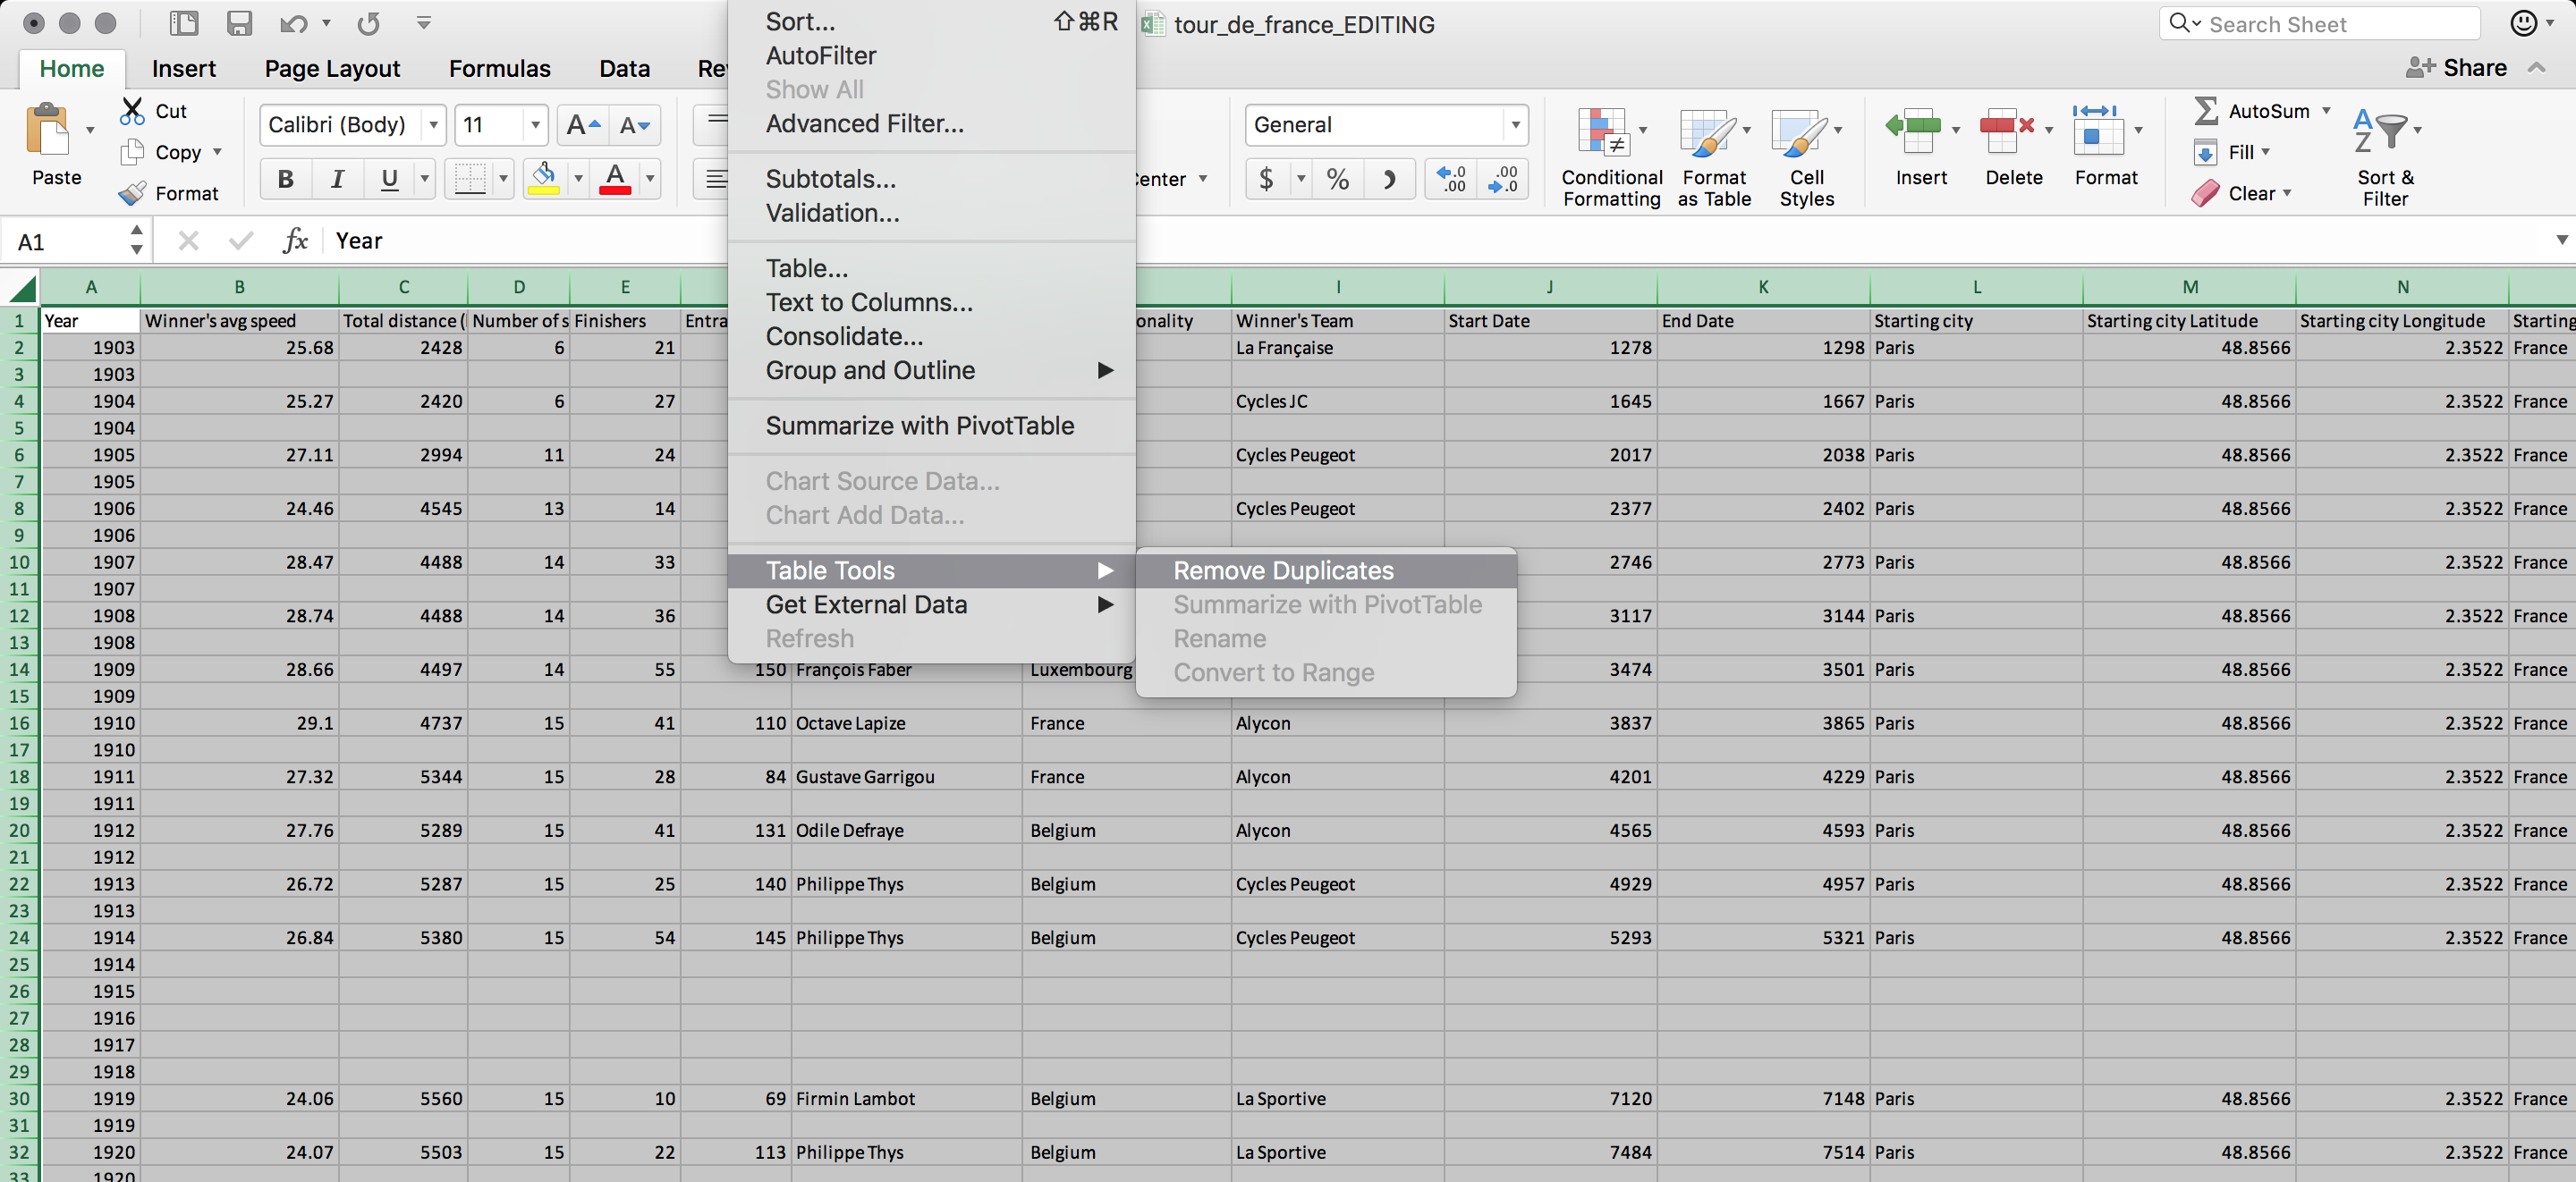 Sort... ⇧⌘R
tour_de_france_EDITING
Search Sheet
AutoFilter
Show All
Advanced Filter...
Subtotals...
Validation...
Table...
Text to Columns...
Consolidate...
Group and Outline
Summarize with PivotTable
Chart Source Data...
Chart Add Data...
Table Tools
Get External Data
Refresh
Remove Duplicates
Summarize with PivotTable
Rename
Convert to Range
Home Insert Page Layout Formulas Data Re
Share
Paste
Cut
Copy
Format
Calibri (Body) 11
B I U
enter
General
$ % 
Conditional Formatting
Format as Table
Cell Styles
Insert
Delete
Format
AutoSum
Fill
Clear
Sort & Filter
A1 fx Year
A B C D E I J K L M N
1 Year Winner's avg speed Total distance ( Number of s Finishers Entra onality Winner's Team Start Date End Date Starting city Starting city Latitude Starting city Longitude Starting
2 1903 25.68 2428 6 21 La Française 1278 1298 Paris 48.8566 2.3522 France
3 1903
4 1904 25.27 2420 6 27 Cycles JC 1645 1667 Paris 48.8566 2.3522 France
5 1904
6 1905 27.11 2994 11 24 Cycles Peugeot 2017 2038 Paris 48.8566 2.3522 France
7 1905
8 1906 24.46 4545 13 14 Cycles Peugeot 2377 2402 Paris 48.8566 2.3522 France
9 1906
10 1907 28.47 4488 14 33 2746 2773 Paris 48.8566 2.3522 France
11 1907
12 1908 28.74 4488 14 36 3117 3144 Paris 48.8566 2.3522 France
13 1908
14 1909 28.66 4497 14 55 150 François Faber Luxembourg 3474 3501 Paris 48.8566 2.3522 France
15 1909
16 1910 29.1 4737 15 41 110 Octave Lapize France Alycon 3837 3865 Paris 48.8566 2.3522 France
17 1910
18 1911 27.32 5344 15 28 84 Gustave Garrigou France Alycon 4201 4229 Paris 48.8566 2.3522 France
19 1911
20 1912 27.76 5289 15 41 131 Odile Defraye Belgium Alycon 4565 4593 Paris 48.8566 2.3522 France
21 1912
22 1913 26.72 5287 15 25 140 Philippe Thys Belgium Cycles Peugeot 4929 4957 Paris 48.8566 2.3522 France
23 1913
24 1914 26.84 5380 15 54 145 Philippe Thys Belgium Cycles Peugeot 5293 5321 Paris 48.8566 2.3522 France
25 1914
26 1915
27 1916
28 1917
29 1918
30 1919 24.06 5560 15 10 69 Firmin Lambot Belgium La Sportive 7120 7148 Paris 48.8566 2.3522 France
31 1919
32 1920 24.07 5503 15 22 113 Philippe Thys Belgium La Sportive 7484 7514 Paris 48.8566 2.3522 France
33 1920